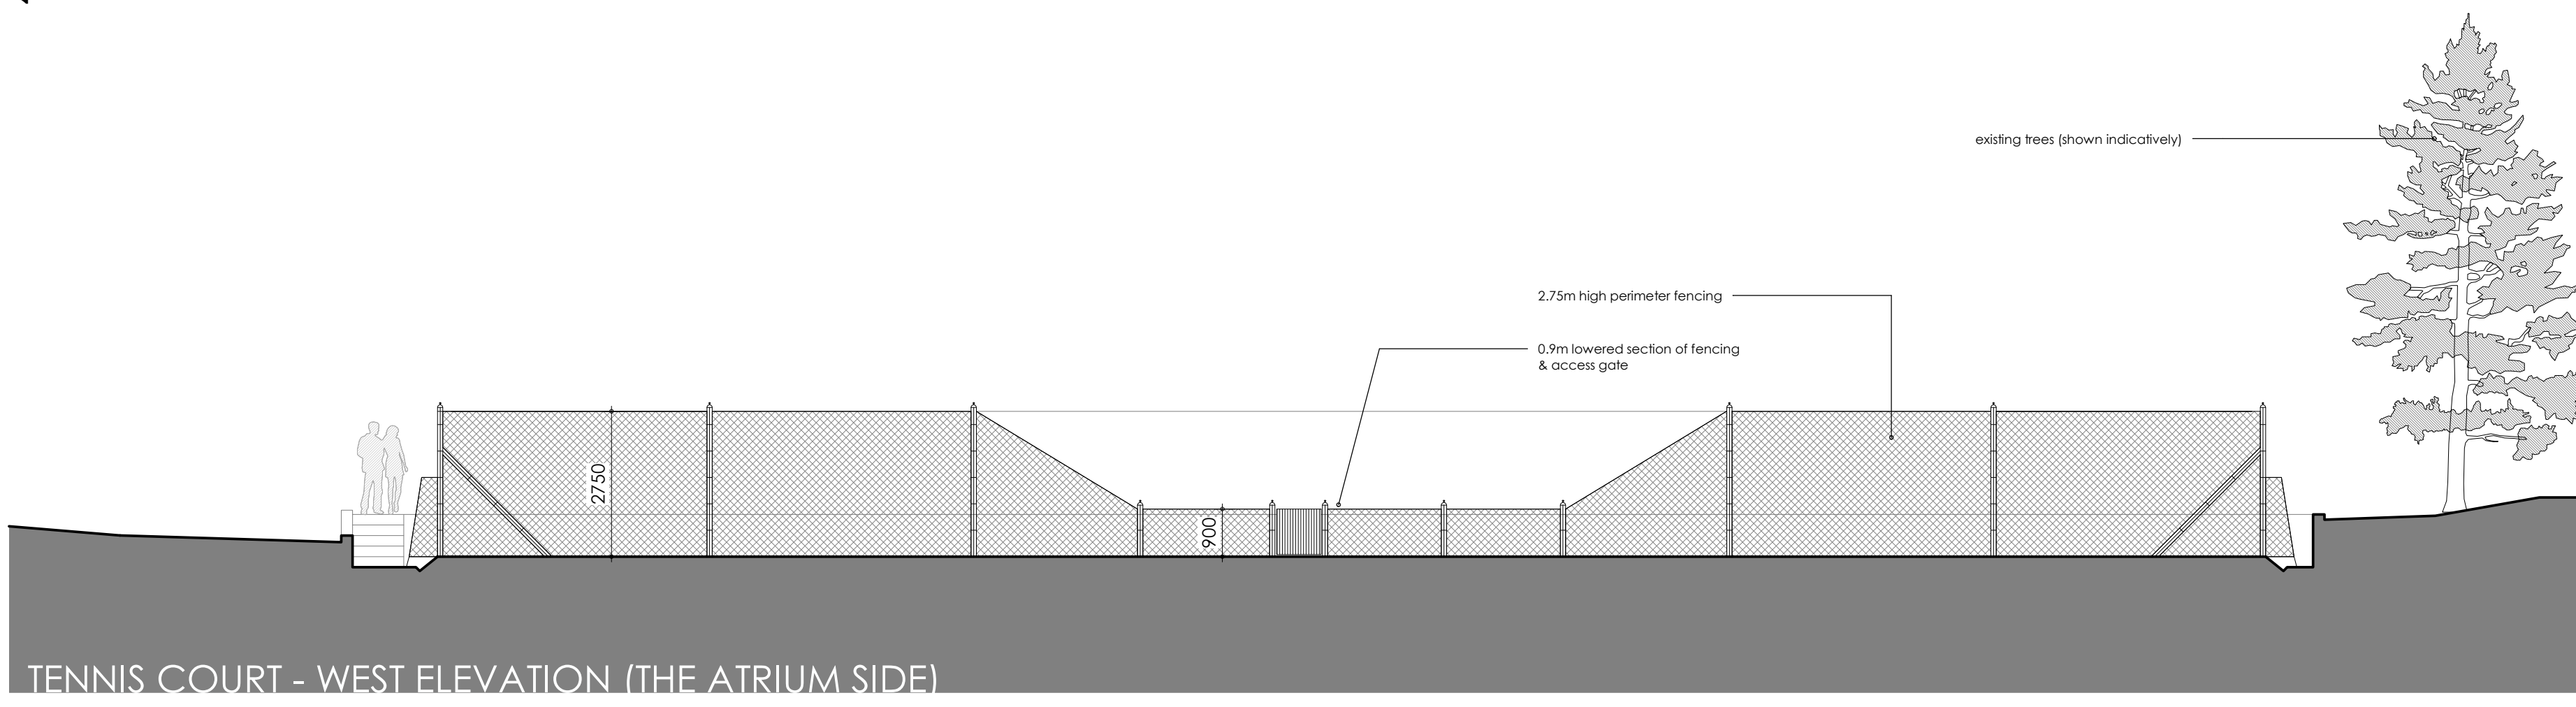 existing trees (shown indicatively)
2.75m high perimeter fencing
0.9m lowered section of fencing
& access gate
2750
900
TENNIS COURT - WEST ELEVATION (THE ATRIUM SIDE)